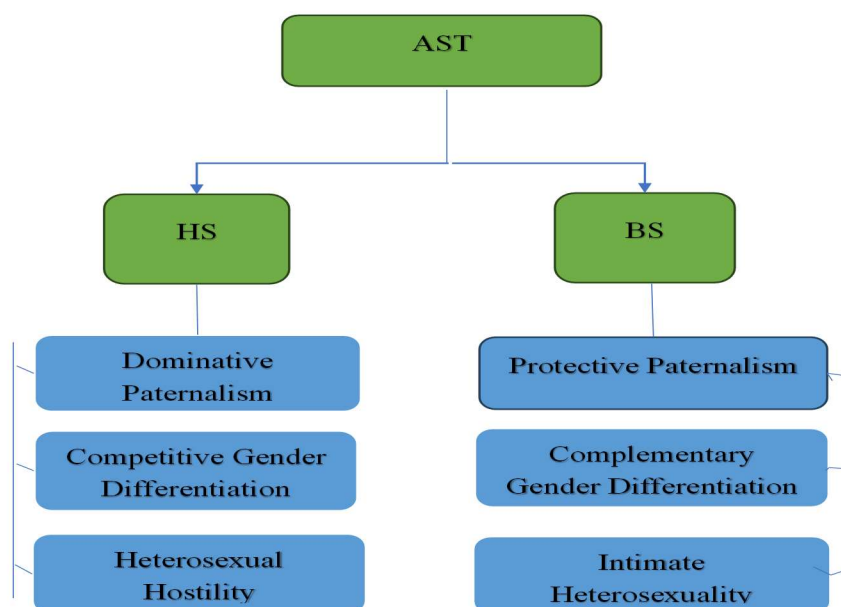 AST
HS
BS
Dominative
Paternalism
Protective Paternalism
Competitive Gender
Differentiation
Complementary
Gender Differentiation
Heterosexual
Hostility
Intimate
Heterosexuality